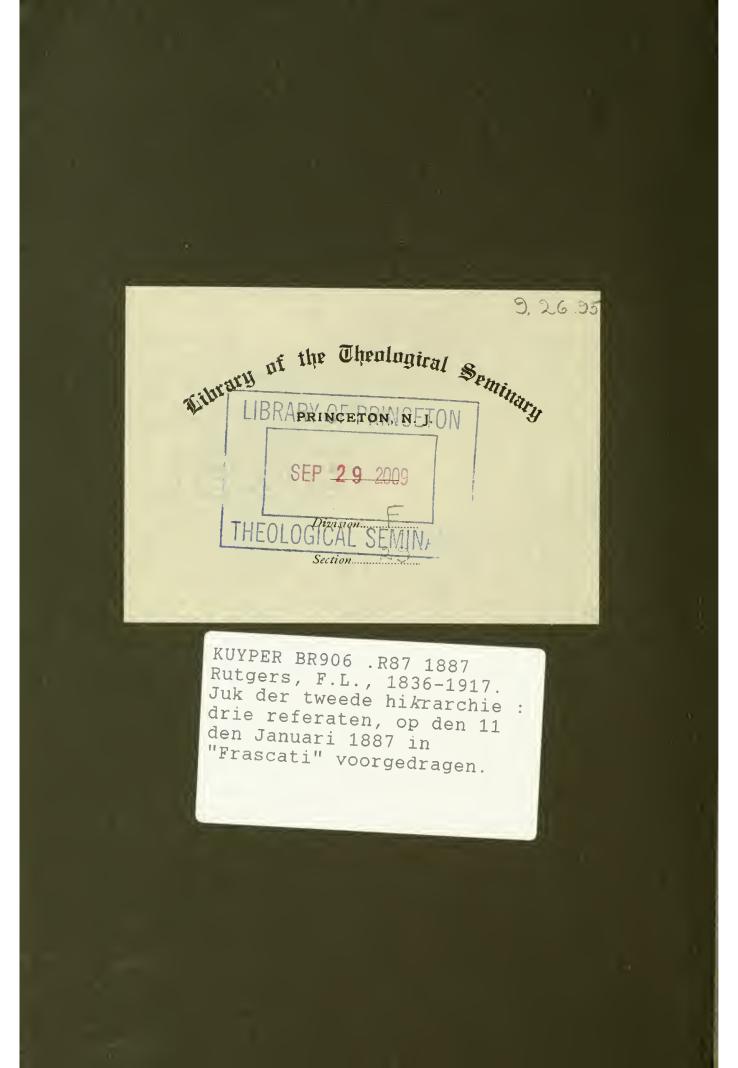 9. 26.95
Library of the Theological Seminary
LIBRARY OF PRINCETON
PRINCETON, N. J.
SEP 29 2009
Division F
THEOLOGICAL SEMIN
Section
KUYPER BR906 .R87 1887
Rutgers, F.L., 1836-1917.
Juk der tweede hikrarchie :
drie referaten, op den 11
den Januari 1887 in
"Frascati" voorgedragen.